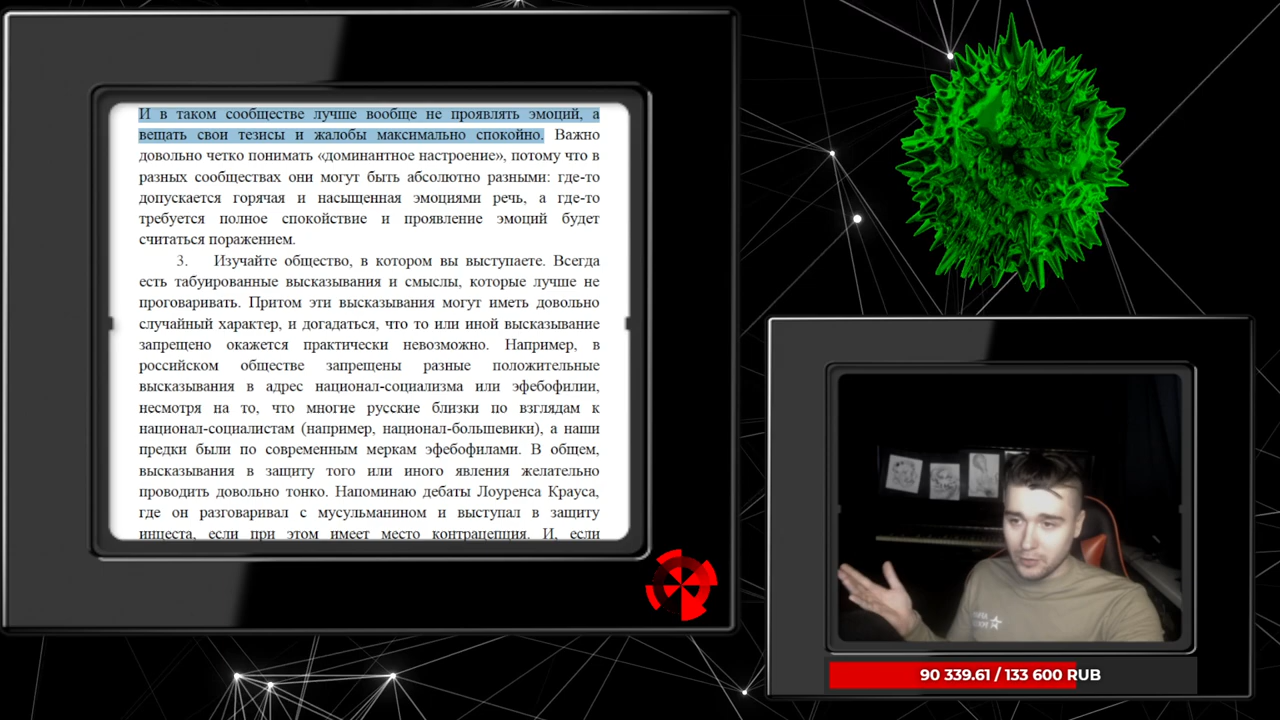 И в таком сообществе лучше вообще не проявлять эмоций, а
вещать свои тезисы и жалобы максимально спокойно. Важно
довольно четко понимать «доминантное настроение», потому что в
разных сообществах они могут быть абсолютно разными: где-то
допускается горячая и насыщенная эмоциями речь, а где-то
требуется полное спокойствие и проявление эмоций будет
считаться поражением.
3. Изучайте общество, в котором вы выступаете. Всегда
есть табуированные высказывания и смыслы, которые лучше не
проговаривать. Притом эти высказывания могут иметь довольно
случайный характер, и догадаться, что то или иной высказывание
запрещено окажется практически невозможно. Например, в
российском обществе запрещены разные положительные
высказывания в адрес национал-социализма или эфебофилии,
несмотря на то, что многие русские близки по взглядам к
национал-социалистам (например, национал-большевики), а наши
предки были по современным меркам эфебофилами. В общем,
высказывания в защиту того или иного явления желательно
проводить довольно тонко. Напоминаю дебаты Лоуренса Крауса,
где он разговаривал с мусульманином и выступал в защиту
инцеста, если при этом имеет место контрацепция. И, если
90 339.61 / 133 600 RUB